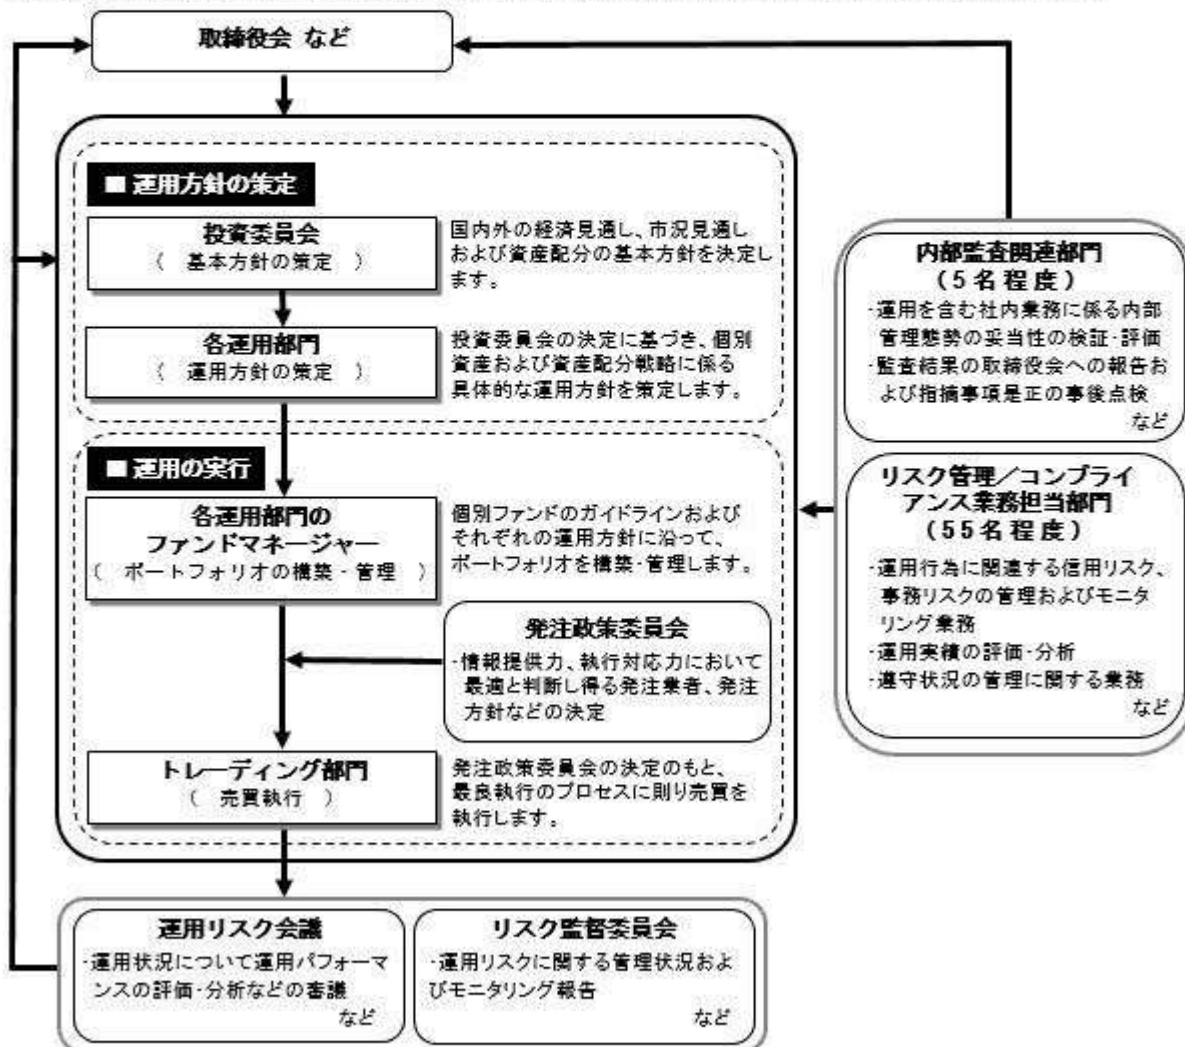 取締役会 など
■ 運用方針の策定
投資委員会
( 基本方針の策定 )
国内外の経済見通し、市況見通し
および資産配分の基本方針を決定し
ます。
各運用部門
( 運用方針の策定 )
投資委員会の決定に基づき、個別
資産および資産配分戦略に係る
具体的な運用方針を策定します。
■ 運用の実行
各運用部門の
ファンドマネージャー
( ポートフォリオの構築・管理 )
個別ファンドのガイドラインおよび
それぞれの運用方針に沿って、
ポートフォリオを構築・管理します。
発注政策委員会
・情報提供力、執行対応力において
最適と判断し得る発注業者、発注
方針などの決定
トレーディング部門
( 売買執行 )
発注政策委員会の決定のもと、
最良執行のプロセスに則り売買を
執行します。
内部監査関連部門
(5名程度)
・運用を含む社内業務に係る内部
管理態勢の妥当性の検証・評価
・監査結果の取締役会への報告お
よび指摘事項是正の事後点検
など
リスク管理／コンプライ
アンス業務担当部門
(55名程度)
・運用行為に関連する信用リスク、
事務リスクの管理およびモニタ
リング業務
・運用実績の評価・分析
・遵守状況の管理に関する業務
など
運用リスク会議
・運用状況について運用パフォーマ
ンスの評価・分析などの審議
など
リスク監督委員会
・運用リスクに関する管理状況およ
びモニタリング報告
など